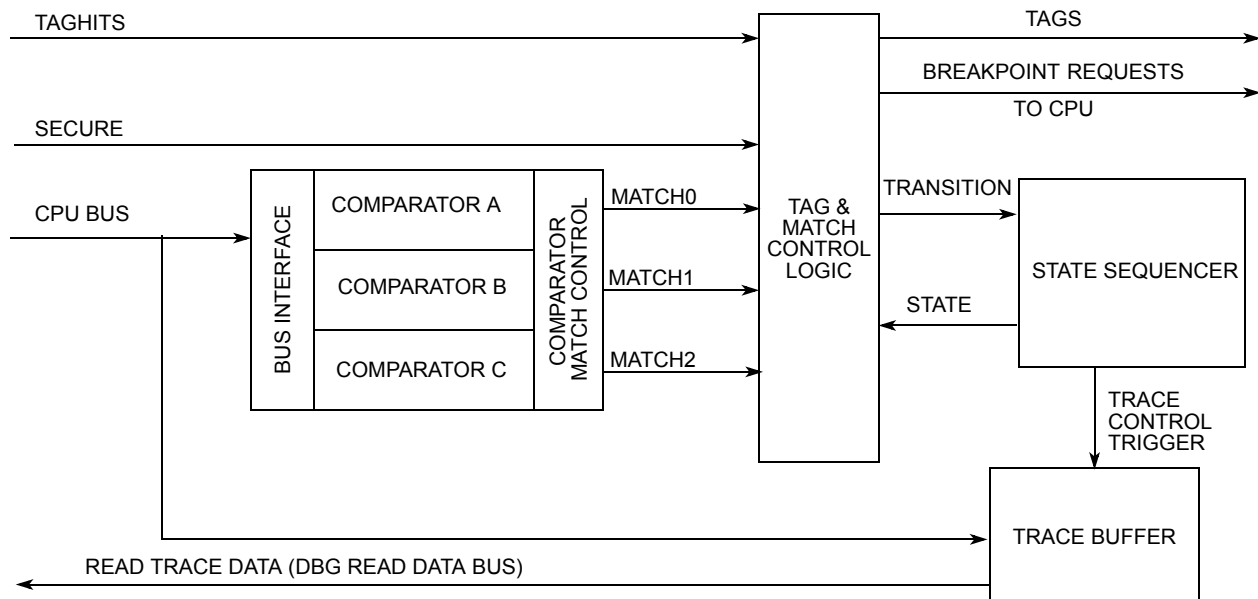 TAGHITS
TAGS
BREAKPOINT REQUESTS
TO CPU
SECURE
CPU BUS
BUS INTERFACE
COMPARATOR A
COMPARATOR B
COMPARATOR C
COMPARATOR
MATCH CONTROL
MATCH0
MATCH1
MATCH2
TAG &
MATCH
CONTROL
LOGIC
TRANSITION
STATE
STATE SEQUENCER
TRACE
CONTROL
TRIGGER
TRACE BUFFER
READ TRACE DATA (DBG READ DATA BUS)